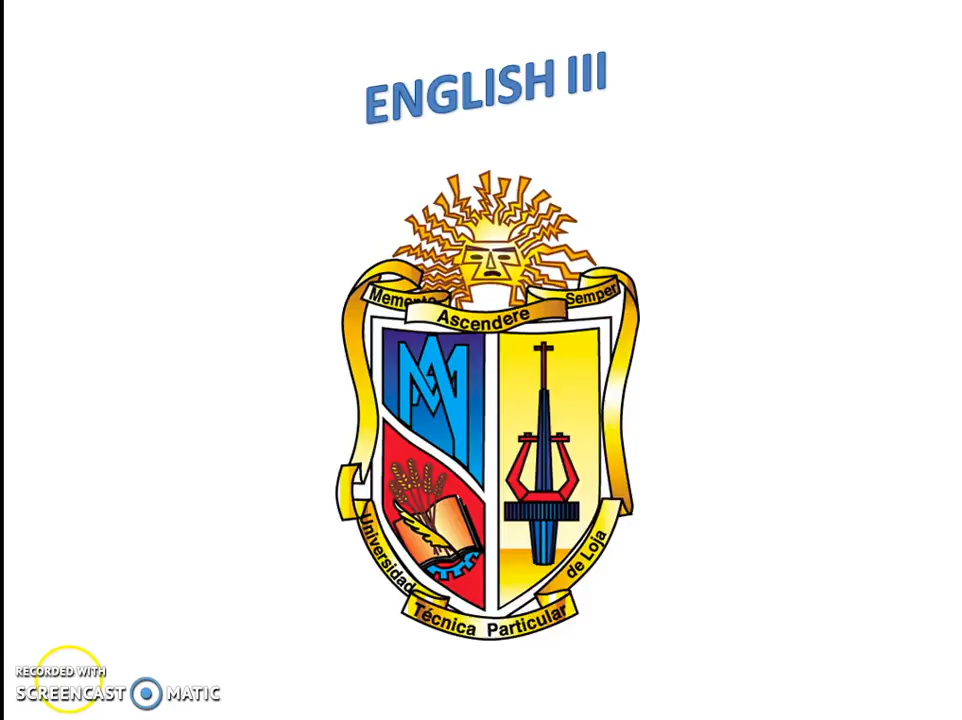 ENGLISH III
Memento
Ascendere
Semper
Universidad
Técnica Particular
de Loja
RECORDED WITH
SCREENCAST MATIC